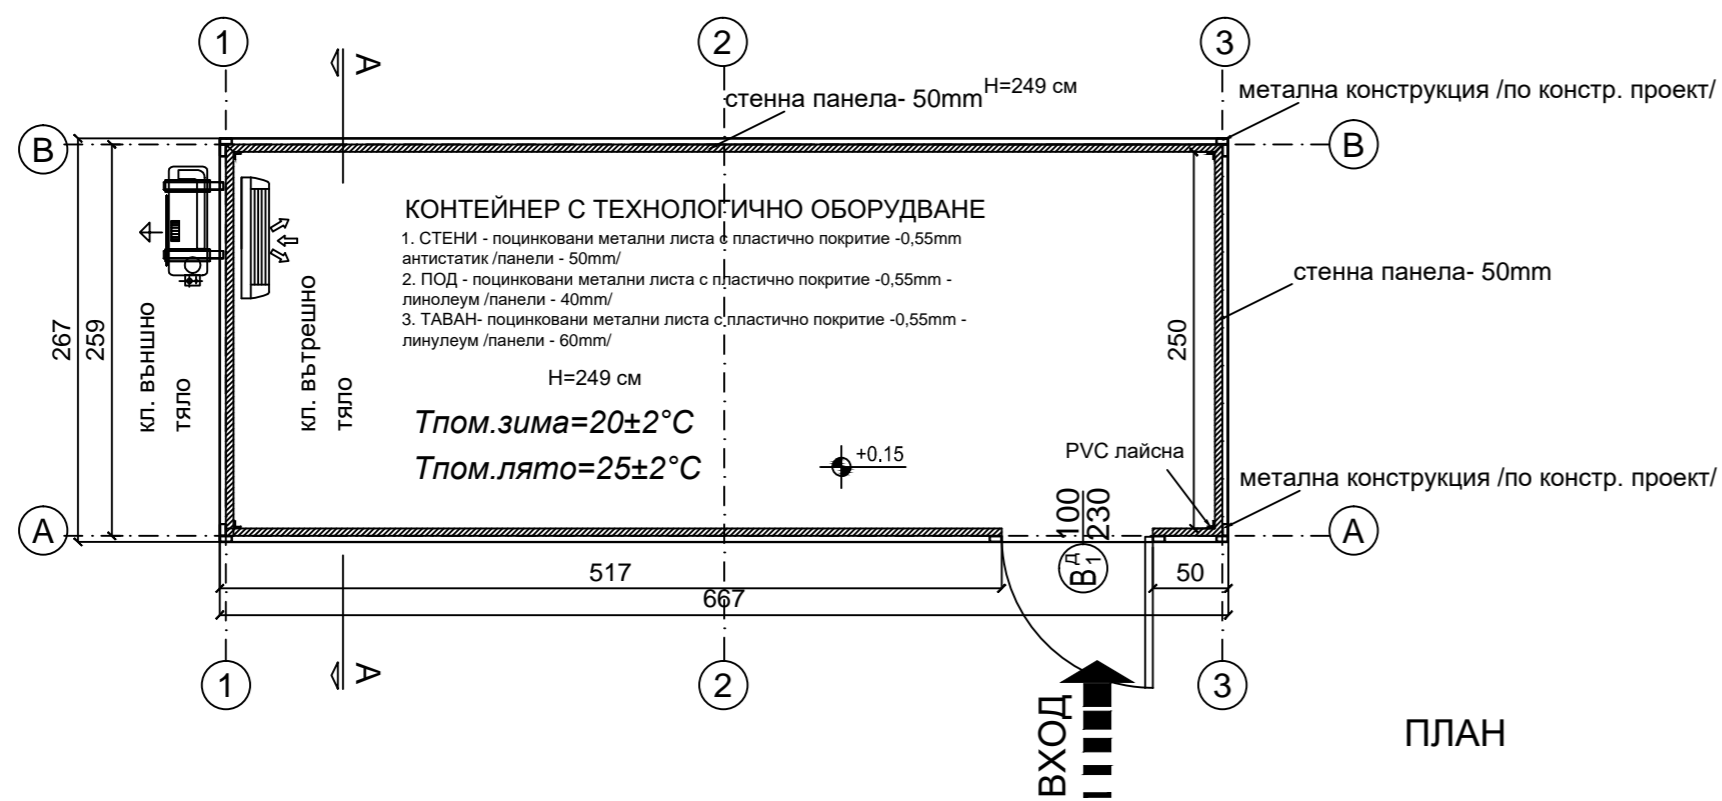 1
2
3
A
стенна панела- 50mm
H=249 см
метална конструкция /по констр. проект/
В
В
КОНТЕЙНЕР С ТЕХНОЛОГИЧНО ОБОРУДВАНЕ
1. СТЕНИ - поцинковани метални листа с пластично покритие -0,55mm
антистатик /панели - 50mm/
2. ПОД - поцинковани метални листа с пластично покритие -0,55mm -
линолеум /панели - 40mm/
3. ТАВАН- поцинковани метални листа с пластично покритие -0,55mm -
линулеум /панели - 60mm/
H=249 см
Тпом.зима=20±2°C
Тпом.лято=25±2°C
стенна панела- 50mm
267
259
кл. външно
тяло
кл. вътрешно
тяло
250
+0.15
PVC лайсна
метална конструкция /по констр. проект/
А
А
100
230
В1д
517
50
667
A
1
2
3
ВХОД
ПЛАН